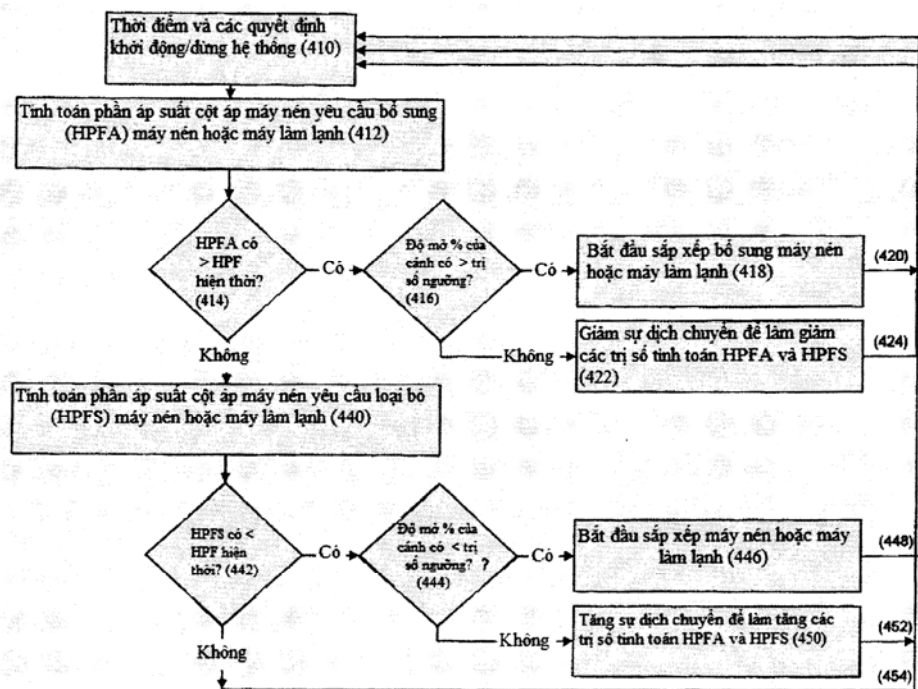 Thời điểm và các quyết định
khởi động/dừng hệ thống (410)
Tính toán phần áp suất cột áp máy nén yêu cầu bổ sung
(HPFA) máy nén hoặc máy làm lạnh (412)
HPFA có
> HPF
hiện thời?
(414)
Có
Độ mở % của
cánh có > trị
số ngưỡng?
(416)
Có
Bắt đầu sắp xếp bổ sung máy nén
hoặc máy làm lạnh (418)
(420)
Không
Không
Giảm sự dịch chuyển để làm giảm
các trị số tính toán HPFA và HPFS
(422)
(424)
Tính toán phần áp suất cột áp máy nén yêu cầu loại bỏ
(HPFS) máy nén hoặc máy làm lạnh (440)
HPFS có <
HPF hiện
thời? (442)
Có
Độ mở % của
cánh có < trị
số ngưỡng? ?
(444)
Có
Bắt đầu sắp xếp máy nén hoặc máy
làm lạnh (446)
(448)
Không
Không
Tăng sự dịch chuyển để làm tăng các
trị số tính toán HPFA và HPFS (450)
(452)
(454)